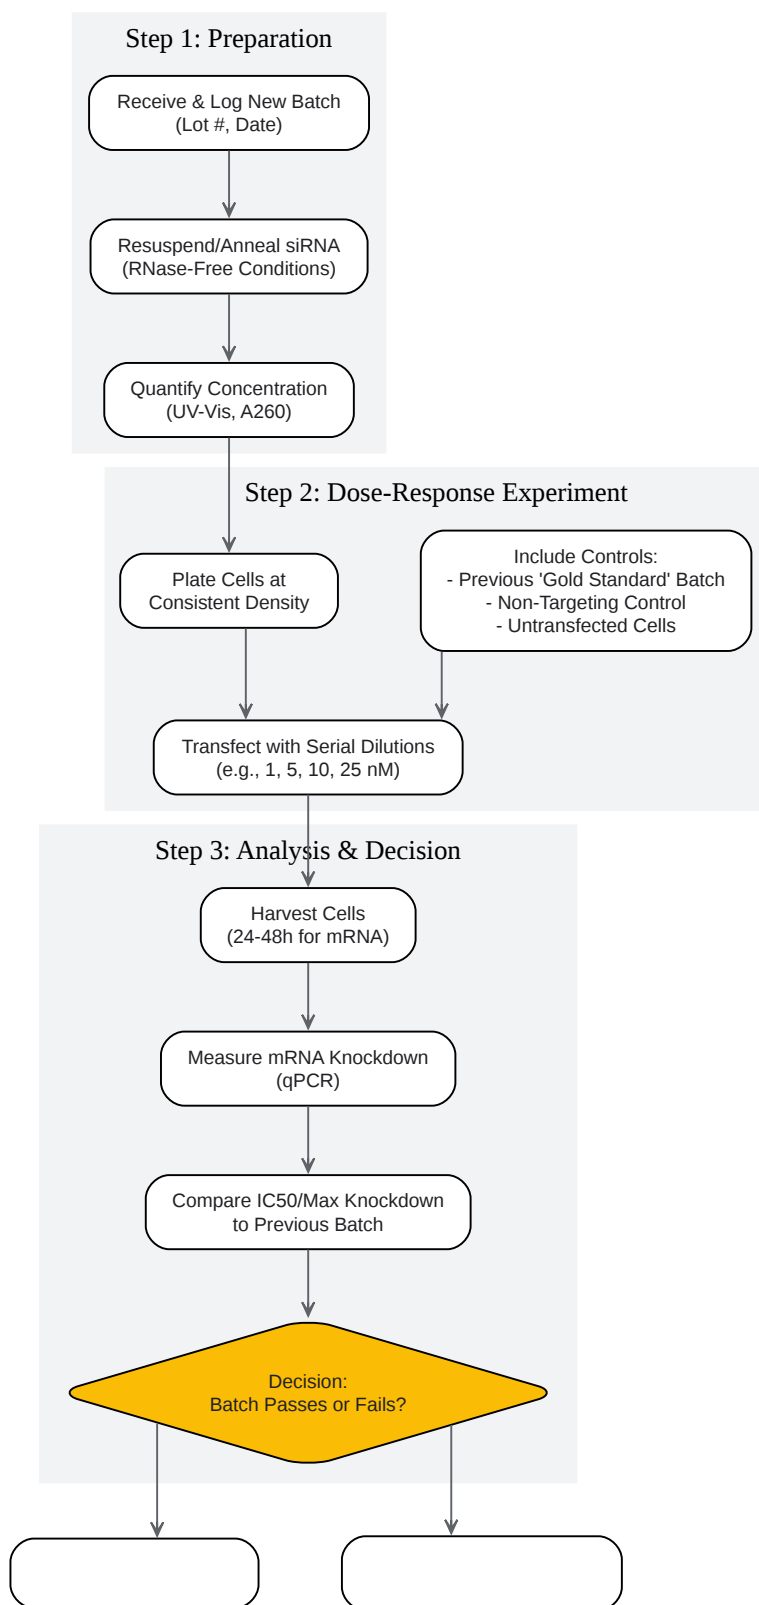 Step 1: Preparation
Receive & Log New Batch
(Lot #, Date)
Resuspend/Anneal siRNA
(RNase-Free Conditions)
Quantify Concentration
(UV-Vis, A260)
Step 2: Dose-Response Experiment
Plate Cells at
Consistent Density
Include Controls:
- Previous 'Gold Standard' Batch
- Non-Targeting Control
- Untransfected Cells
Transfect with Serial Dilutions
(e.g., 1, 5, 10, 25 nM)
Step 3: Analysis & Decision
Harvest Cells
(24-48h for mRNA)
Measure mRNA Knockdown
(qPCR)
Compare IC50/Max Knockdown
to Previous Batch
Decision:
Batch Passes or Fails?